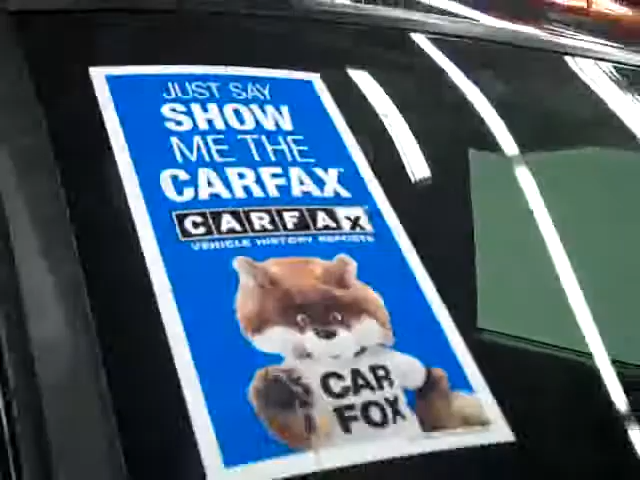 JUST SAY
SHOW
ME THE
CARFAX
CARFAX
VEHICLE HISTORY REPORTS
CAR
FOX